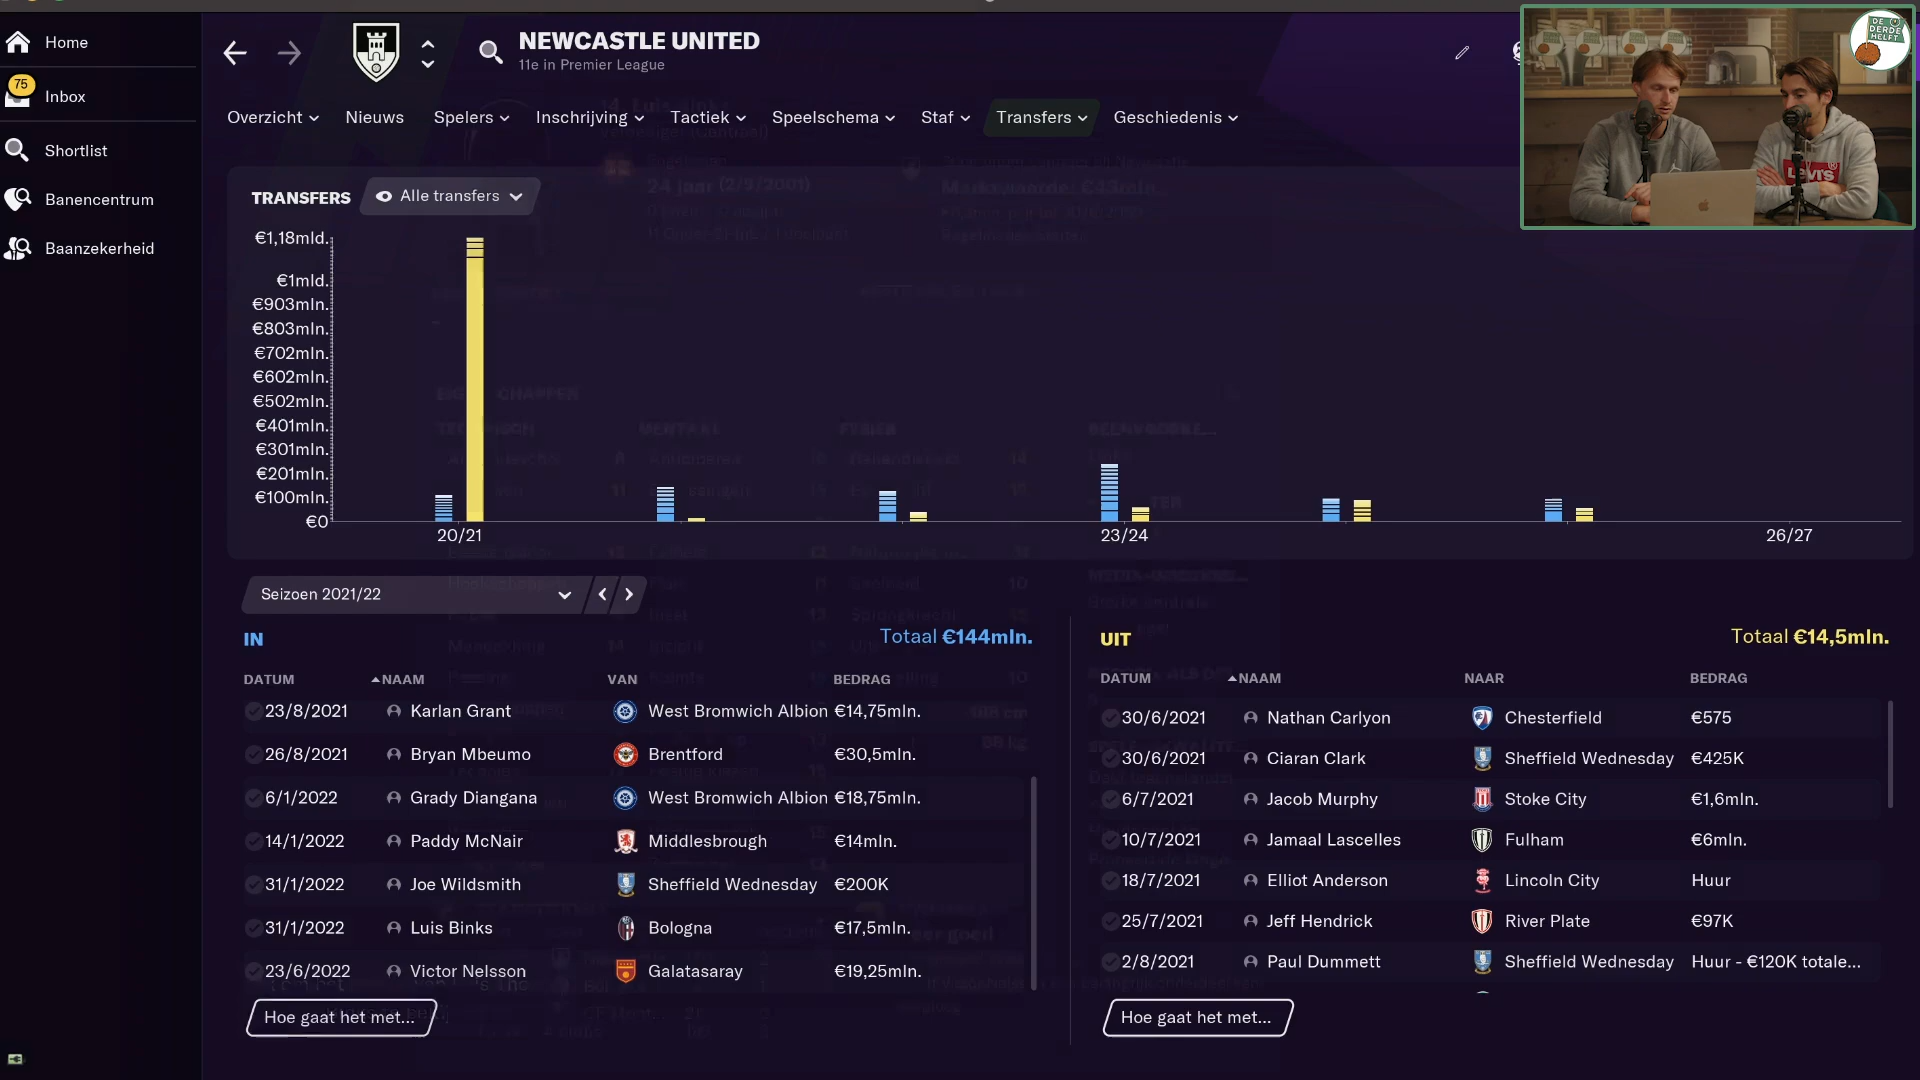 Home
75
Inbox
Shortlist
Banencentrum
Baanzekerheid
NEWCASTLE UNITED
11e in Premier League
Overzicht Nieuws Spelers Inschrijving Tactiek Speelschema Staf Transfers Geschiedenis
DE DERDE HELFT
LEVI'S
TRANSFERS Alle transfers
€1,18mld.
€1mld.
€903mln.
€803mln.
€702mln.
€602mln.
€502mln.
€401mln.
€301mln.
€201mln.
€100mln.
€0
20/21 23/24 26/27
Seizoen 2021/22
IN Totaal €144mln.
DATUM NAAM VAN BEDRAG
23/8/2021 Karlan Grant West Bromwich Albion €14,75mln.
26/8/2021 Bryan Mbeumo Brentford €30,5mln.
6/1/2022 Grady Diangana West Bromwich Albion €18,75mln.
14/1/2022 Paddy McNair Middlesbrough €14mln.
31/1/2022 Joe Wildsmith Sheffield Wednesday €200K
31/1/2022 Luis Binks Bologna €17,5mln.
23/6/2022 Victor Nelsson Galatasaray €19,25mln.
Hoe gaat het met...
UIT Totaal €14,5mln.
DATUM NAAM NAAR BEDRAG
30/6/2021 Nathan Carlyon Chesterfield €575
30/6/2021 Ciaran Clark Sheffield Wednesday €425K
6/7/2021 Jacob Murphy Stoke City €1,6mln.
10/7/2021 Jamaal Lascelles Fulham €6mln.
18/7/2021 Elliot Anderson Lincoln City Huur
25/7/2021 Jeff Hendrick River Plate €97K
2/8/2021 Paul Dummett Sheffield Wednesday Huur - €120K totale...
Hoe gaat het met...